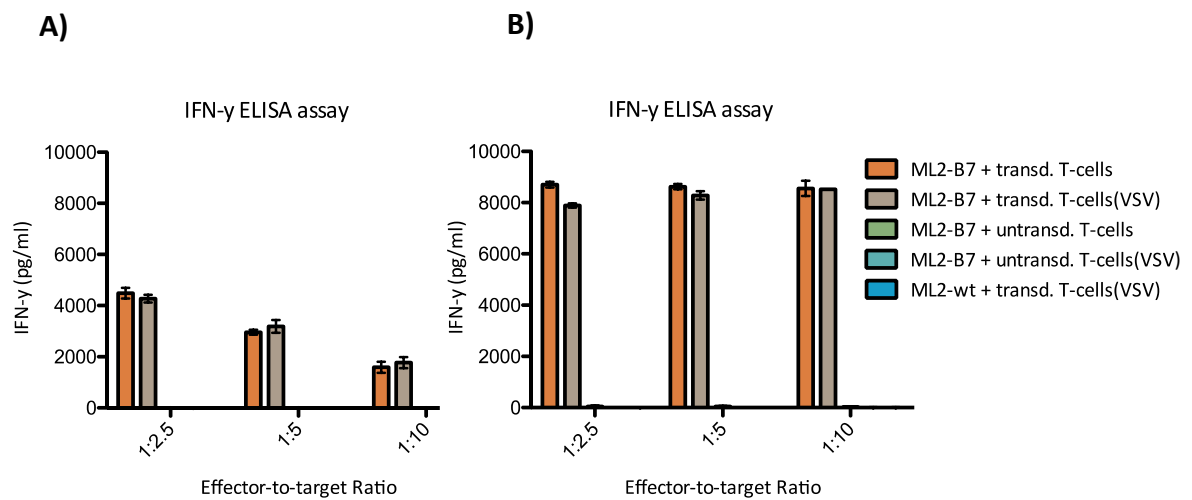 A)
IFN-y ELISA assay
IFN-y (pg/ml)
10000
8000
6000
4000
2000
0
1:2.5
1:5
1:10
Effector-to-target Ratio
B)
IFN-y ELISA assay
IFN-y (pg/ml)
10000
8000
6000
4000
2000
0
1:2.5
1:5
1:10
Effector-to-target Ratio
ML2-B7 + transd. T-cells
ML2-B7 + transd. T-cells(VSV)
ML2-B7 + untransd. T-cells
ML2-B7 + untransd. T-cells(VSV)
ML2-wt + transd. T-cells(VSV)